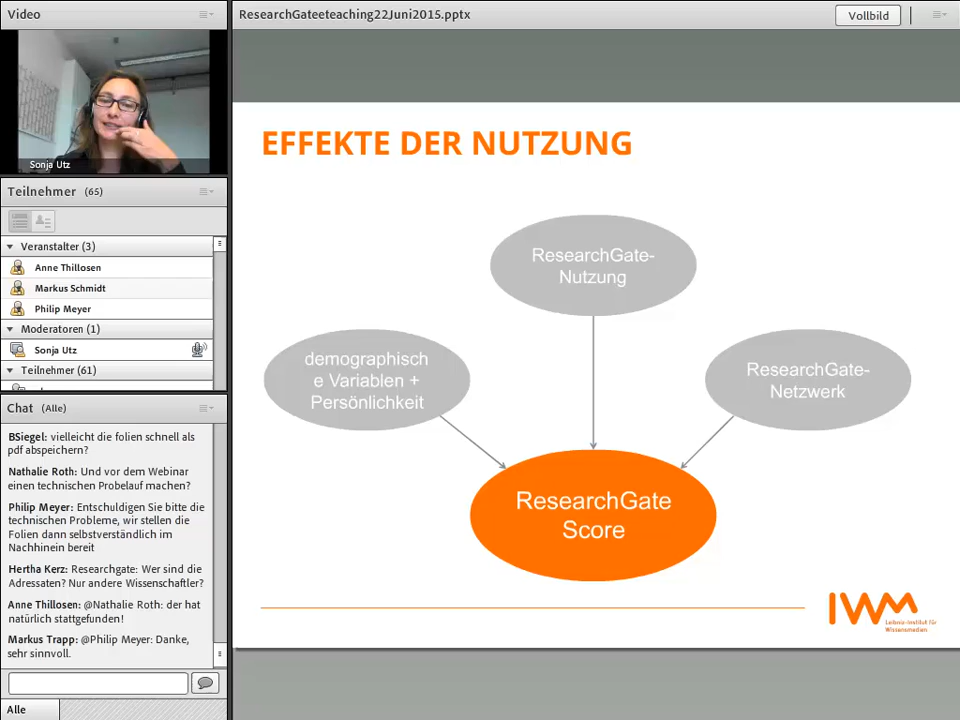 Video
ResearchGateeteaching22Juni2015.pptx
Vollbild
Sonja Utz
Teilnehmer (65)
Veranstalter (3)
Anne Thillosen
Markus Schmidt
Philip Meyer
Moderatoren (1)
Sonja Utz
Teilnehmer (61)
Chat (Alle)
BSiegel: vielleicht die folien schnell als
pdf abspeichern?
Nathalie Roth: Und vor dem Webinar
einen technischen Probelauf machen?
Philip Meyer: Entschuldigen Sie bitte die
technischen Probleme, wir stellen die
Folien dann selbstverständlich im
Nachhinein bereit
Hertha Kerz: Researchgate: Wer sind die
Adressaten? Nur andere Wissenschaftler?
Anne Thillosen: @Nathalie Roth: der hat
natürlich stattgefunden!
Markus Trapp: @Philip Meyer: Danke,
sehr sinnvoll.
Alle
EFFEKTE DER NUTZUNG
ResearchGate-
Nutzung
demographisch
e Variablen +
Persönlichkeit
ResearchGate-
Netzwerk
ResearchGate
Score
IWM
Leibniz-Institut für
Wissensmedien